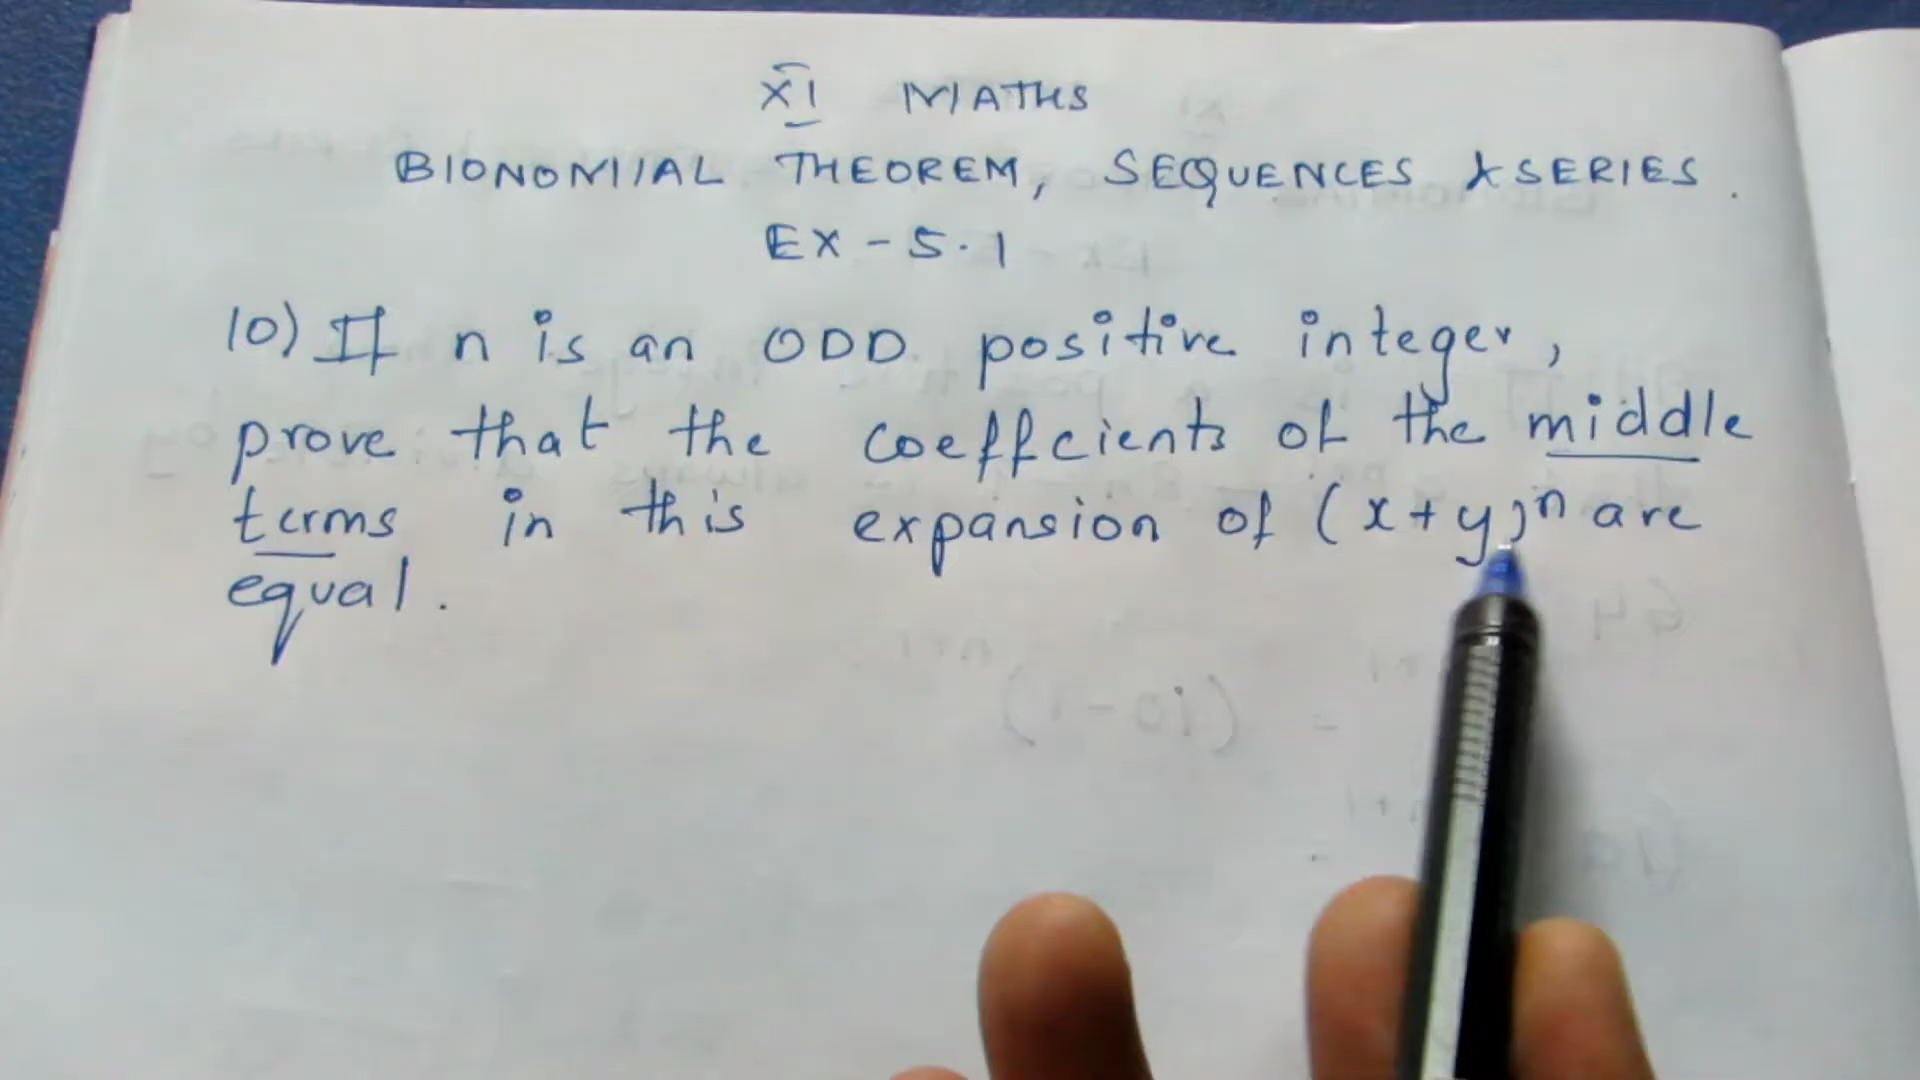 XI MATHS
BIONOMIAL THEOREM, SEQUENCES & SERIES.
EX - 5.1
10) If n is an ODD positive integer,
prove that the coeffcients of the middle
terms in this expansion of (x+y)ⁿ are
equal.